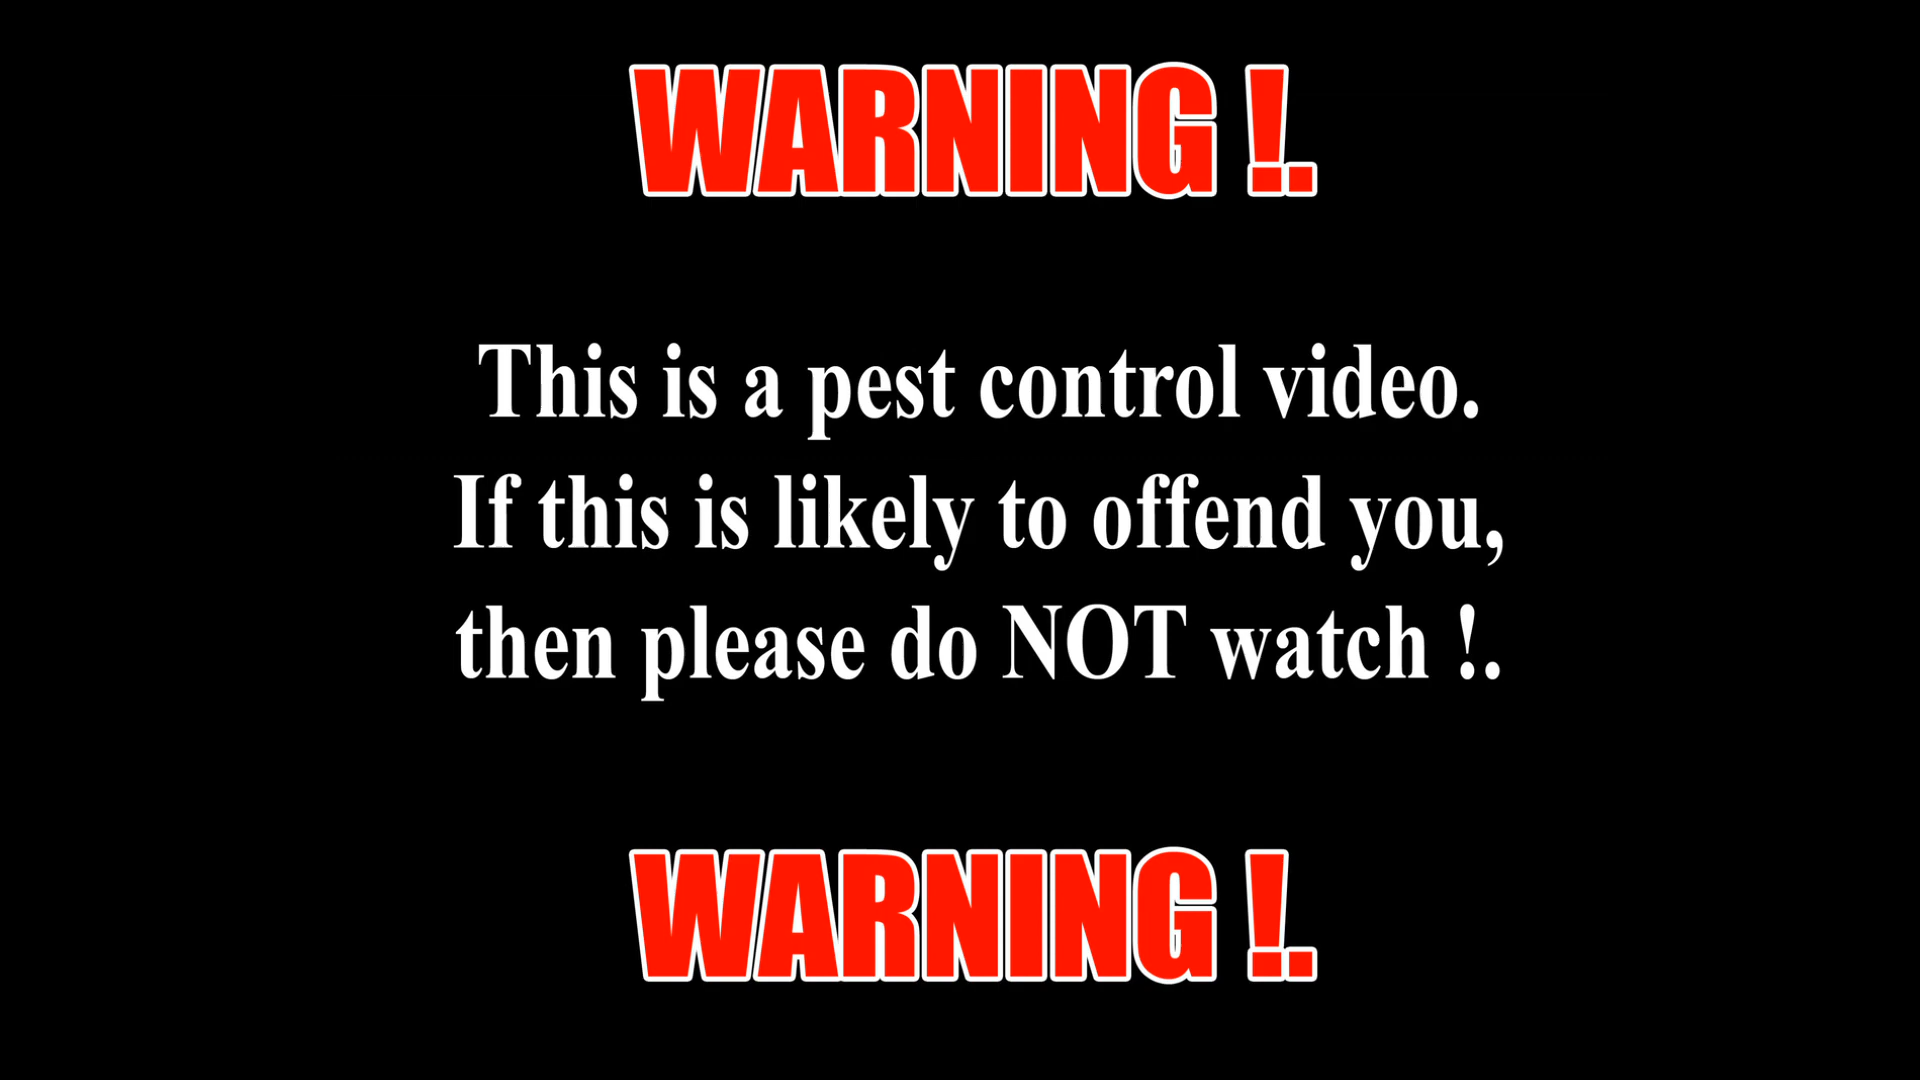 WARNING !.
This is a pest control video.
If this is likely to offend you,
then please do NOT watch !.
WARNING !.